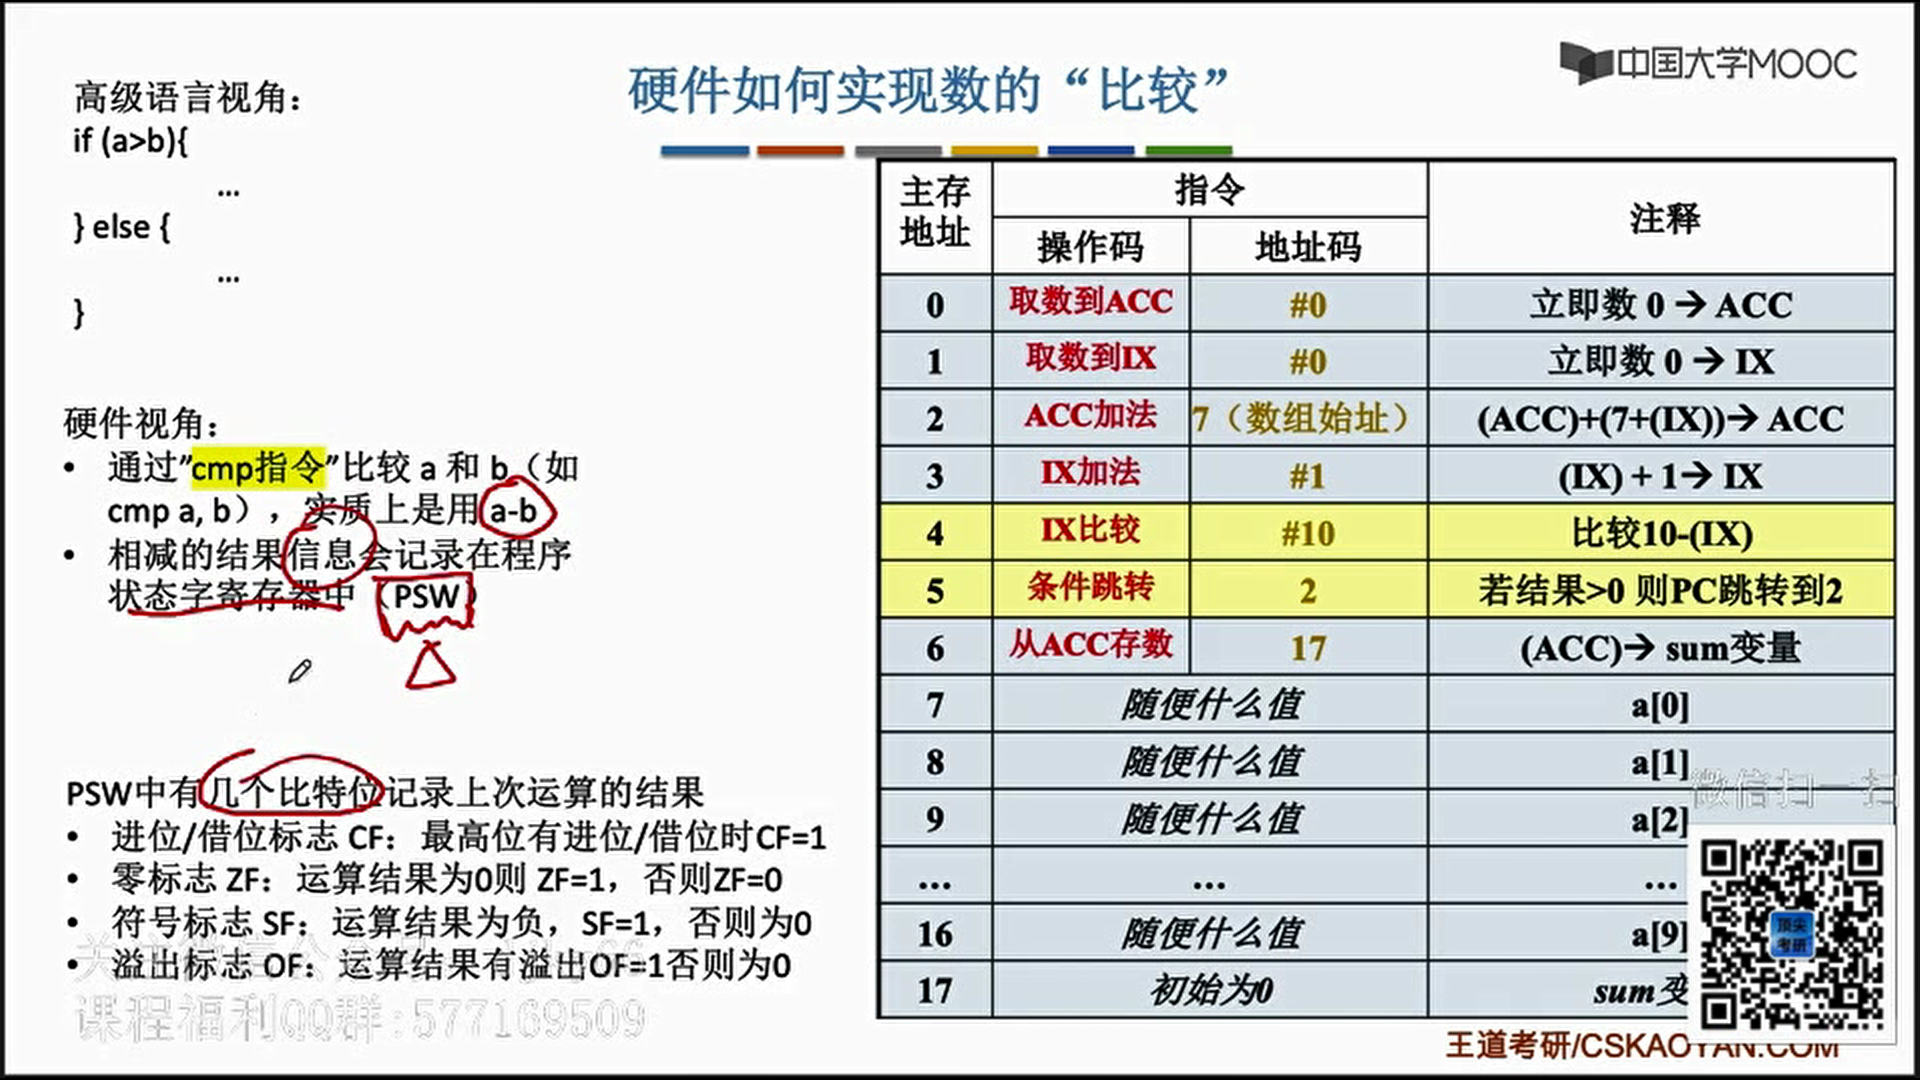 硬件如何实现数的“比较”
中国大学MOOC
高级语言视角：
if (a>b){
...
} else {
...
}
硬件视角：
• 通过”cmp指令”比较 a 和 b（如
cmp a, b），实质上是用 a-b
• 相减的结果信息会记录在程序
状态字寄存器中（PSW）
PSW中有几个比特位记录上次运算的结果
• 进位/借位标志 CF：最高位有进位/借位时CF=1
• 零标志 ZF：运算结果为0则 ZF=1，否则ZF=0
• 符号标志 SF：运算结果为负，SF=1，否则为0
• 溢出标志 OF：运算结果有溢出OF=1否则为0
课程福利QQ群:577169509
主存地址 指令 注释
操作码 地址码
0 取数到ACC #0 立即数 0 → ACC
1 取数到IX #0 立即数 0 → IX
2 ACC加法 7（数组始址） (ACC)+(7+(IX))→ ACC
3 IX加法 #1 (IX) + 1→ IX
4 IX比较 #10 比较10-(IX)
5 条件跳转 2 若结果>0 则PC跳转到2
6 从ACC存数 17 (ACC)→ sum变量
7 随便什么值 a[0]
8 随便什么值 a[1]
9 随便什么值 a[2]
... ... ...
16 随便什么值 a[9]
17 初始为0 sum变
微信扫一扫
顶尖
考研
王道考研/CSKAOYAN.COM